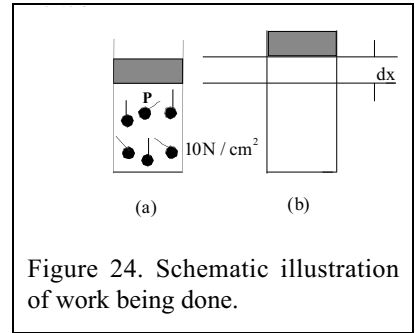 P
10N / cm²
dx
(a) (b)
Figure 24. Schematic illustration
of work being done.